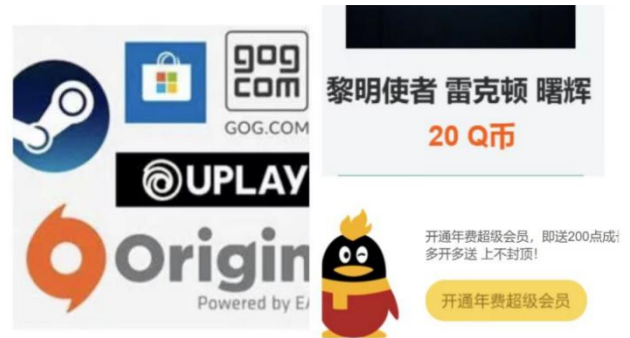 gog
com
GOG.COM
UPLAY
Origin
Powered by EA
黎明使者 雷克顿 曙辉
20 Q币
开通年费超级会员，即送200点成长
多开多送 上不封顶！
开通年费超级会员